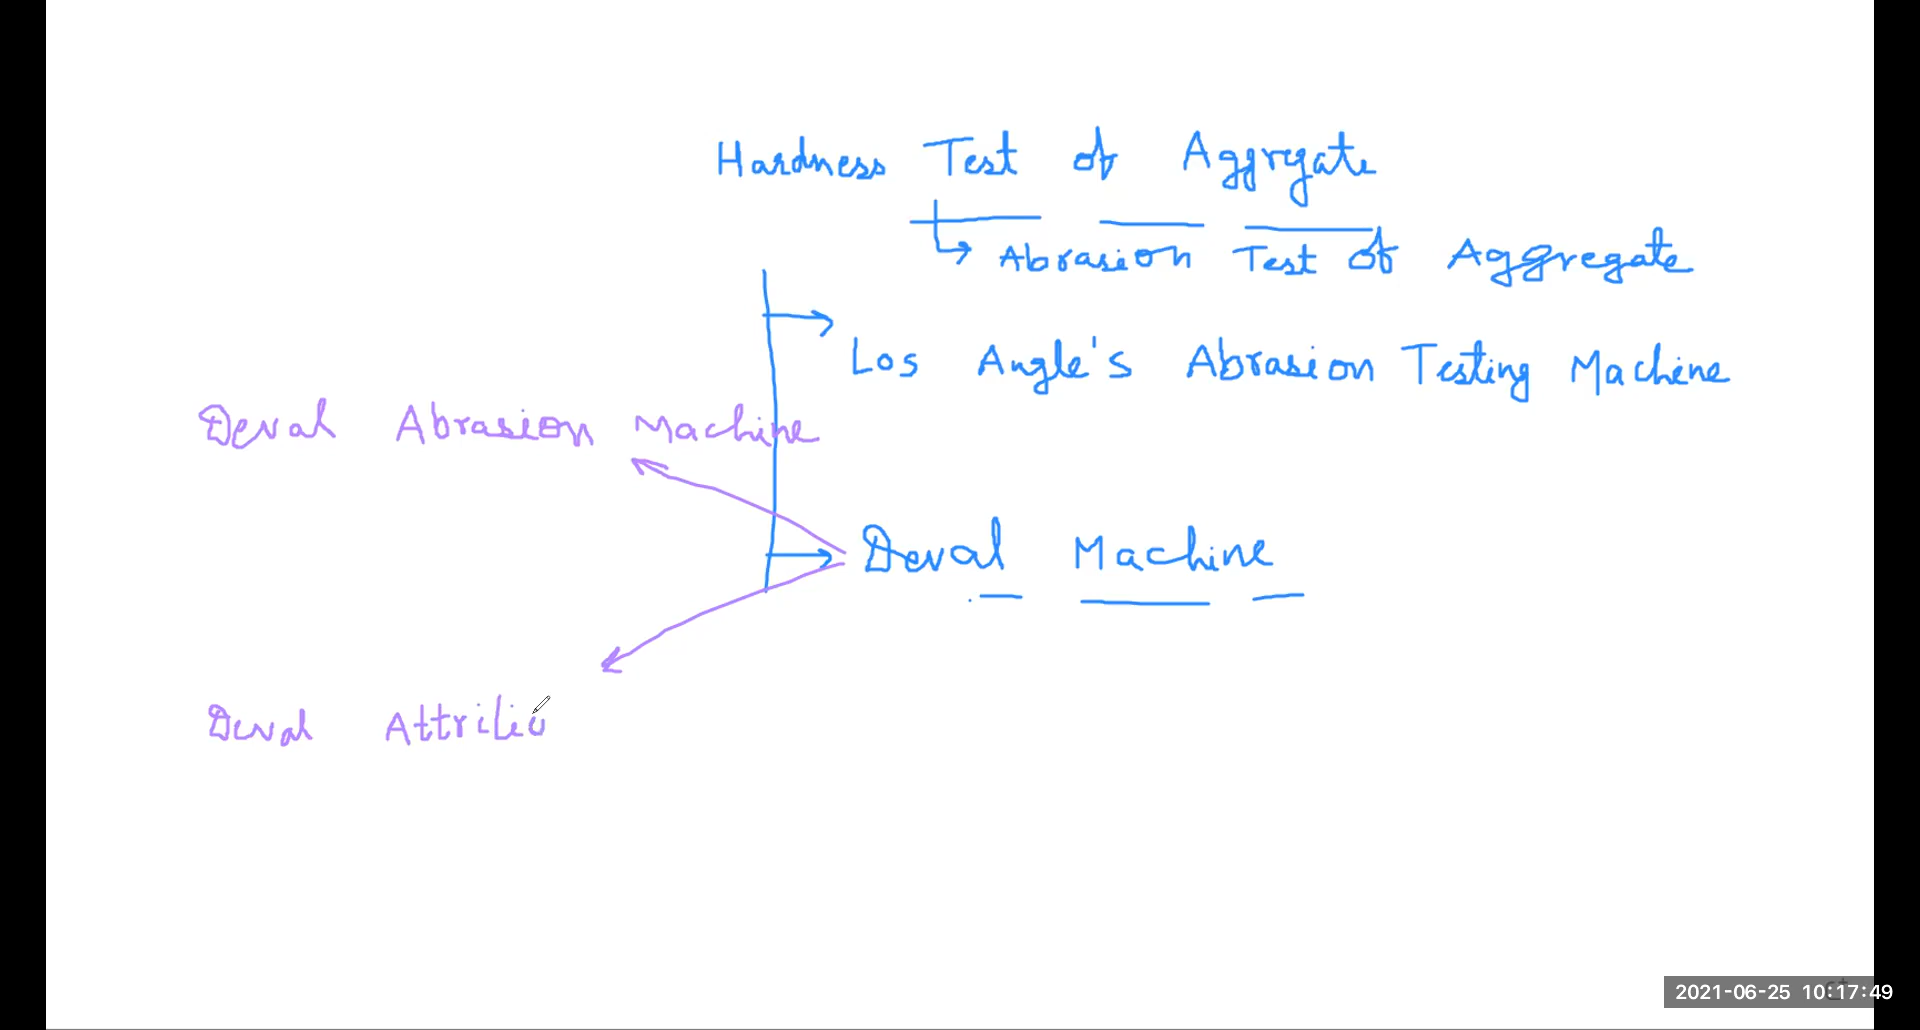 Hardness Test of Aggregate
Abrasion Test of Aggregate
Los Angle's Abrasion Testing Machine
Deval Abrasion Machine
Deval Machine
Deval Attritio
2021-06-25 10:17:49